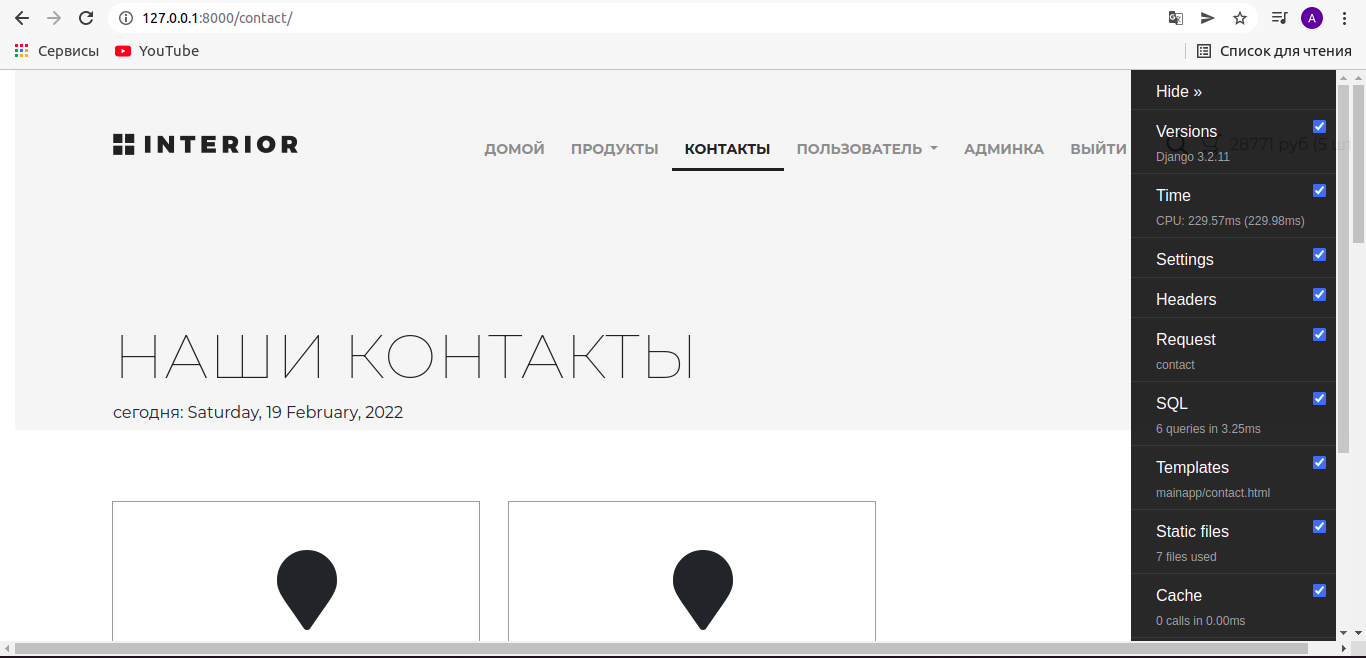 127.0.0.1:8000/contact/
A
Сервисы YouTube Список для чтения
INTERIOR
ДОМОЙ ПРОДУКТЫ КОНТАКТЫ ПОЛЬЗОВАТЕЛЬ АДМИНКА ВЫЙТИ
28771 руб (5
НАШИ КОНТАКТЫ
сегодня: Saturday, 19 February, 2022
Hide »
Versions
Django 3.2.11
Time
CPU: 229.57ms (229.98ms)
Settings
Headers
Request
contact
SQL
6 queries in 3.25ms
Templates
mainapp/contact.html
Static files
7 files used
Cache
0 calls in 0.00ms